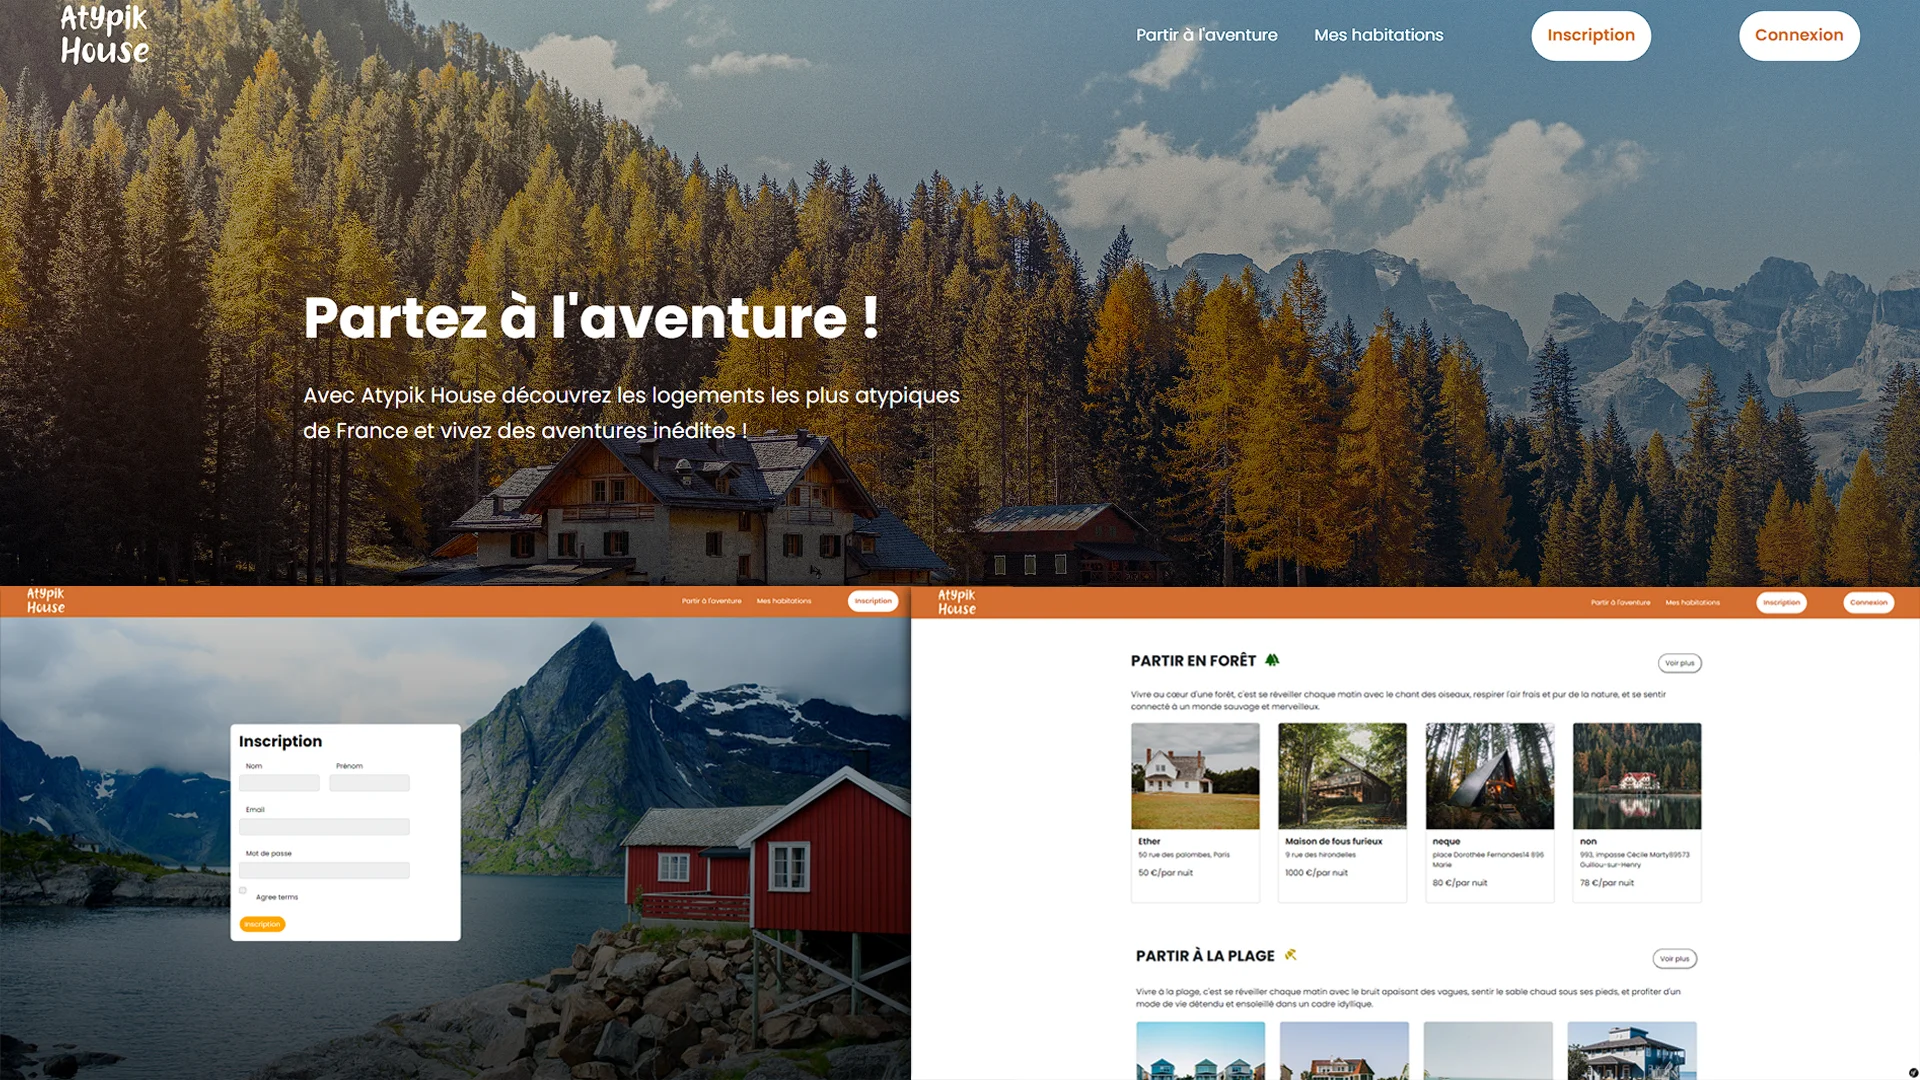 Atypik
House
Partir à l'aventure
Mes habitations
Inscription
Connexion
Partez à l'aventure !
Avec Atypik House découvrez les logements les plus atypiques
de France et vivez des aventures inédites !
Atypik
House
Partir à l'aventure
Mes habitations
Inscription
Inscription
Nom
Prénom
Email
Mot de passe
Agree terms
Inscription
Atypik
House
Partir à l'aventure
Mes habitations
Inscription
Connexion
PARTIR EN FORÊT
Voir plus
Vivre au cœur d'une forêt, c'est se réveiller chaque matin avec le chant des oiseaux, respirer l'air frais et pur de la nature, et se sentir
connecté à un monde sauvage et merveilleux.
Ether
50 rue des palombes, Paris
50 €/par nuit
Maison de fous furieux
9 rue des hirondelles
1000 €/par nuit
neque
place Dorothée Fernandes14 896
Marie
80 €/par nuit
non
993, impasse Cécile Marty89573
Guillou-sur-Henry
78 €/par nuit
PARTIR À LA PLAGE
Voir plus
Vivre à la plage, c'est se réveiller chaque matin avec le bruit apaisant des vagues, sentir le sable chaud sous ses pieds, et profiter d'un
mode de vie détendu et ensoleillé dans un cadre idyllique.